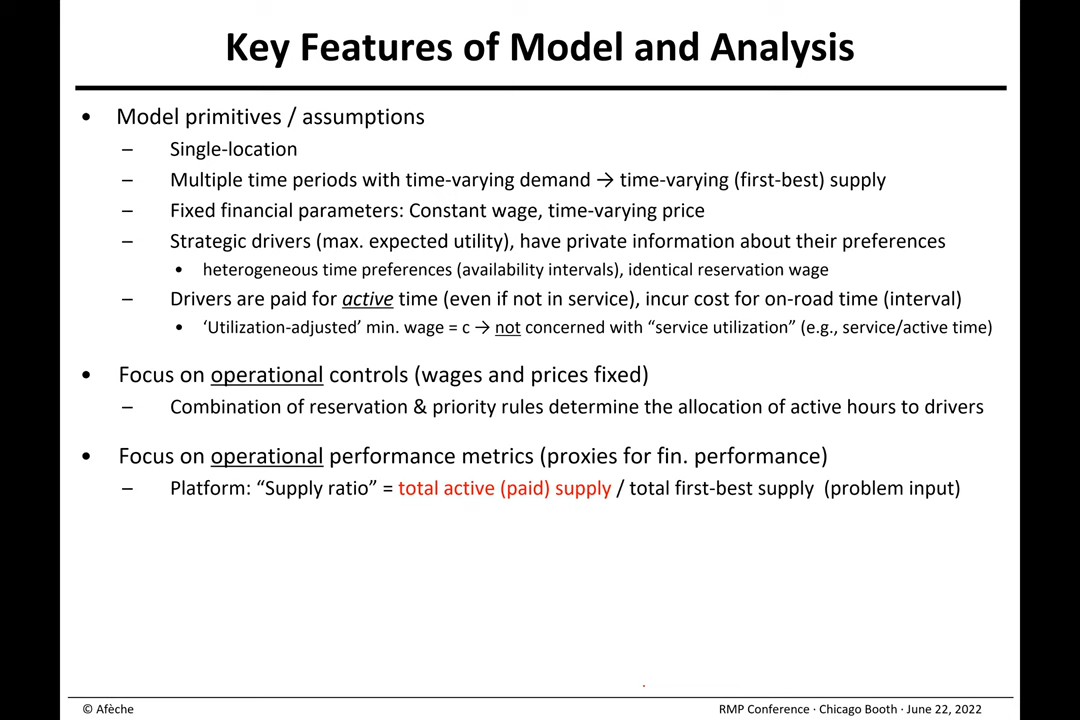 Key Features of Model and Analysis
• Model primitives / assumptions
– Single-location
– Multiple time periods with time-varying demand → time-varying (first-best) supply
– Fixed financial parameters: Constant wage, time-varying price
– Strategic drivers (max. expected utility), have private information about their preferences
• heterogeneous time preferences (availability intervals), identical reservation wage
– Drivers are paid for active time (even if not in service), incur cost for on-road time (interval)
• ‘Utilization-adjusted’ min. wage = c → not concerned with “service utilization” (e.g., service/active time)
• Focus on operational controls (wages and prices fixed)
– Combination of reservation & priority rules determine the allocation of active hours to drivers
• Focus on operational performance metrics (proxies for fin. performance)
– Platform: “Supply ratio” = total active (paid) supply / total first-best supply (problem input)
© Afèche
RMP Conference · Chicago Booth · June 22, 2022